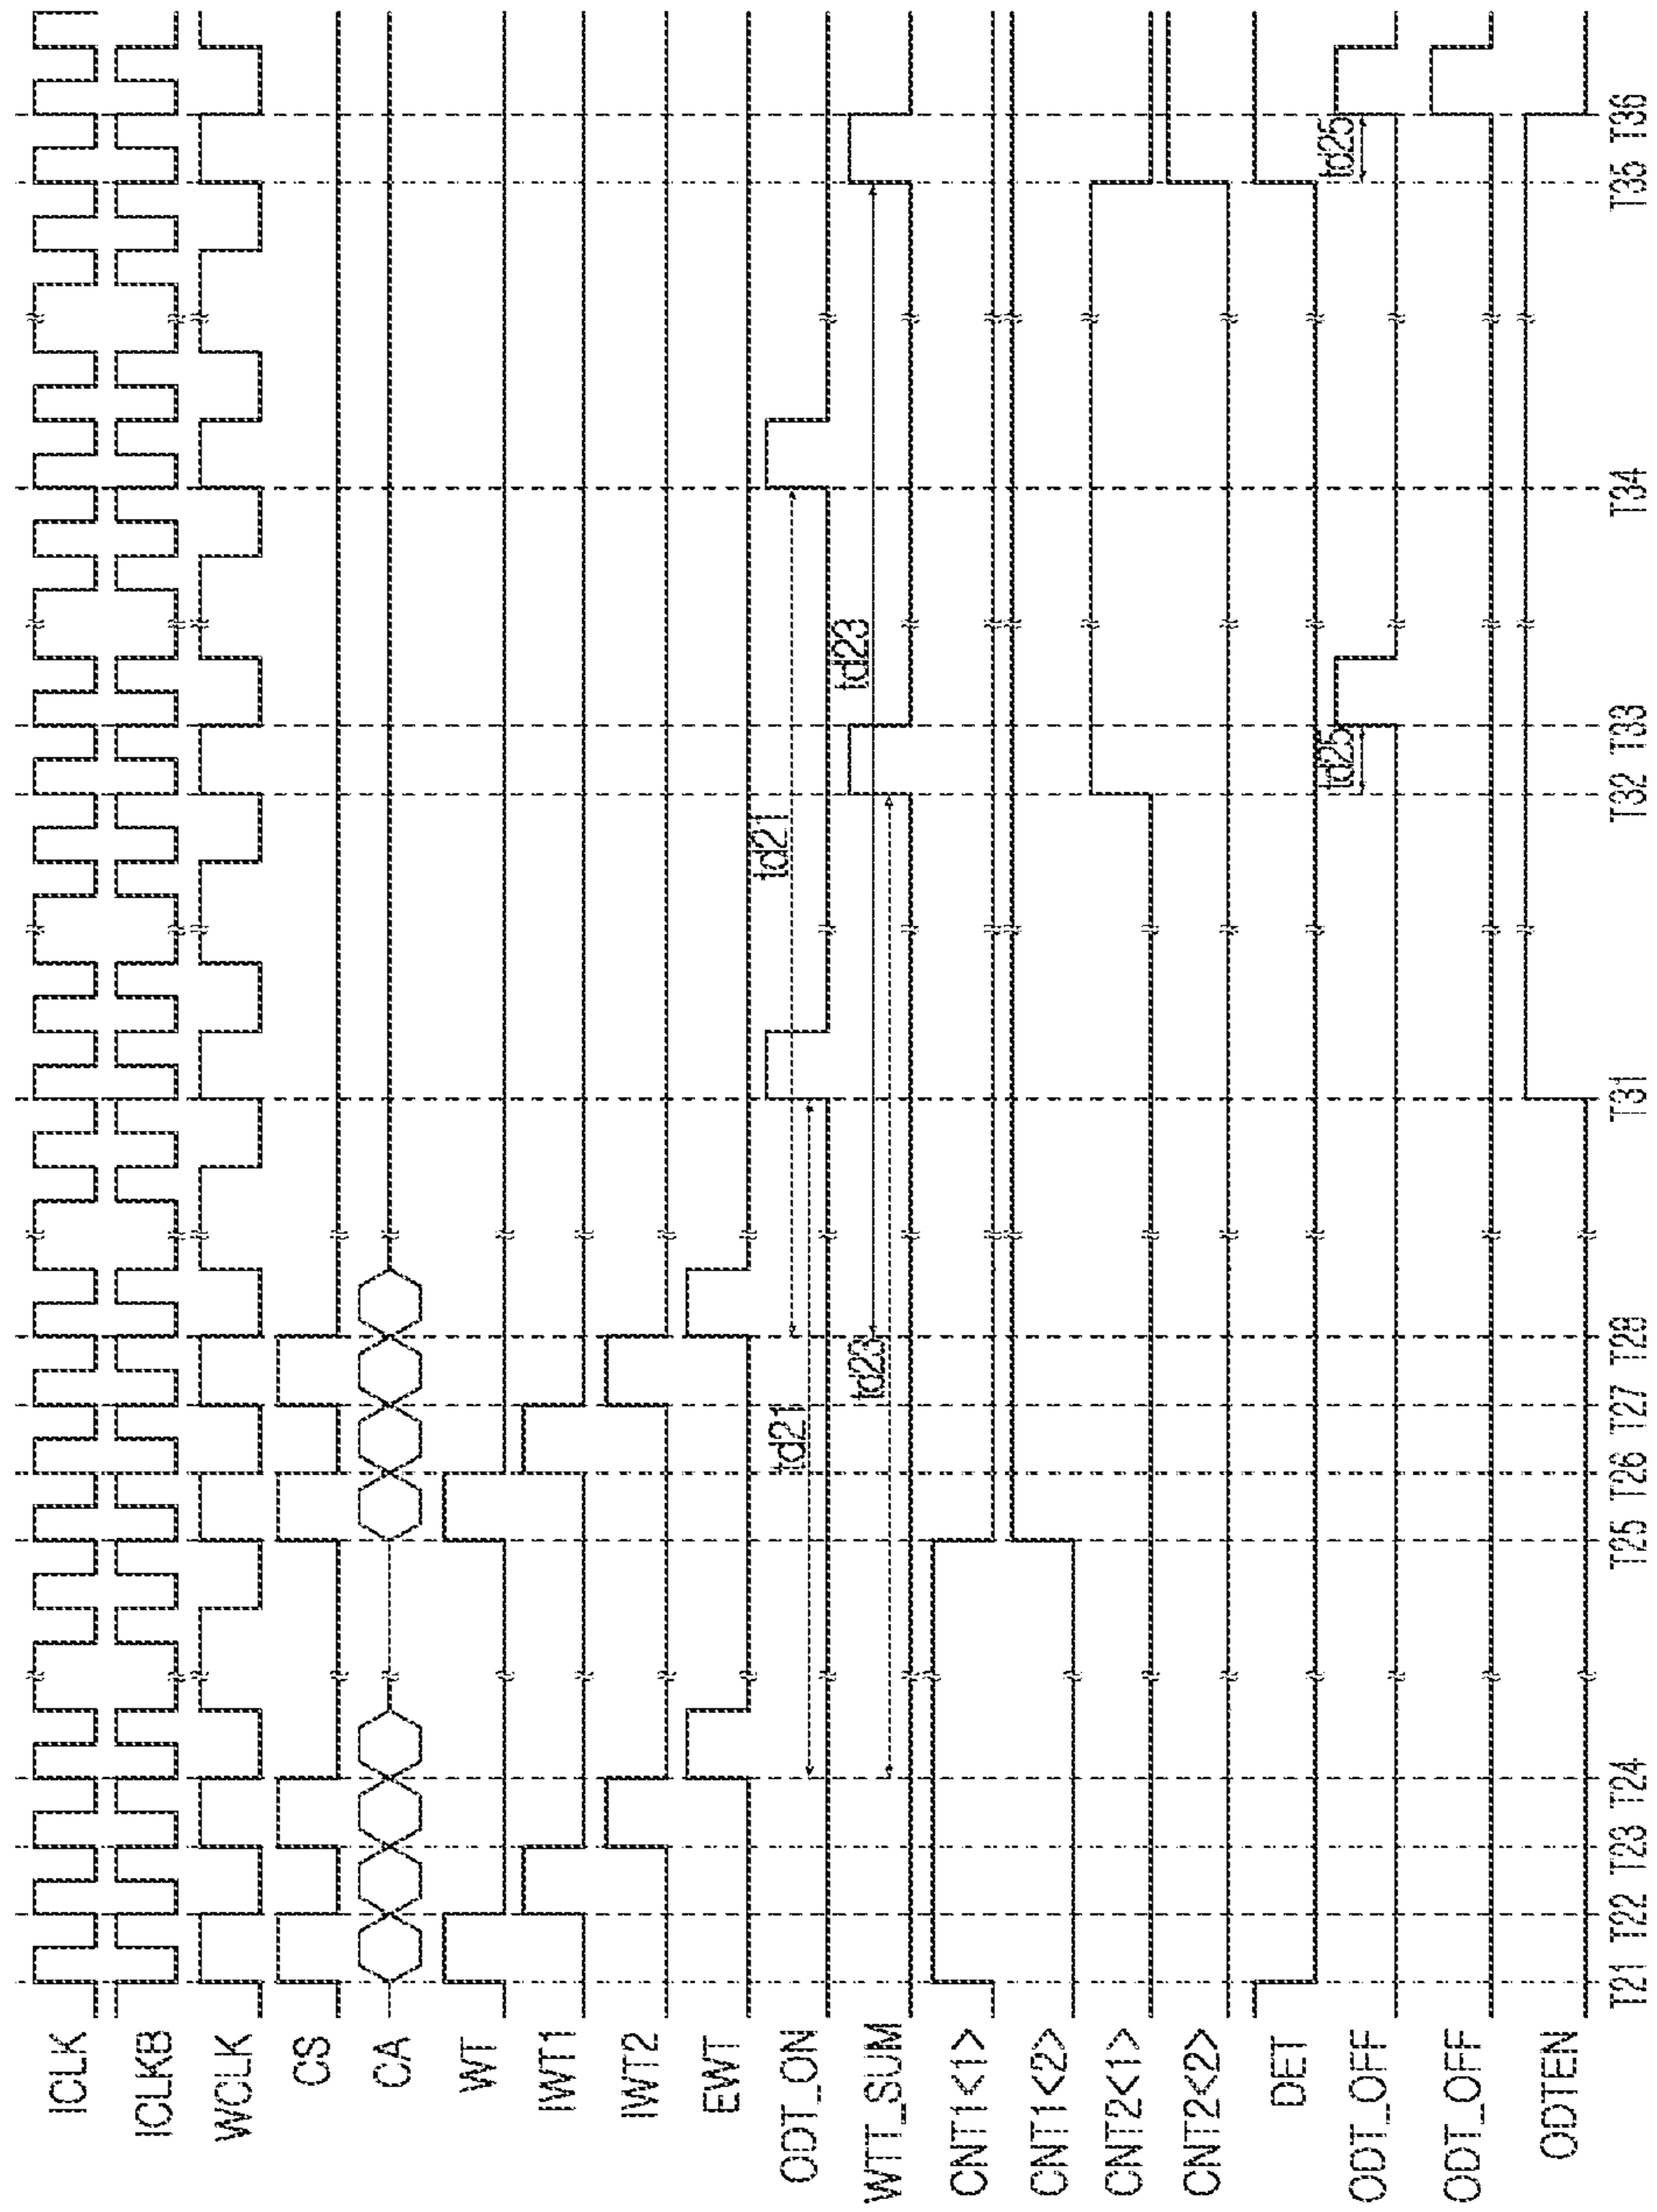 ICLK
ICLKB
WCLK
CS
CA
WT
IWT1
IWT2
EWT
ODT_ON
td21
td21
WTT_SUM
td23
td23
CNT1<1>
CNT1<2>
CNT2<1>
CNT2<2>
DET
ODT_OFF
td25
td25
ODT_OFF
ODTEN
T21 T22 T23 T24 T25 T26 T27 T28 T31 T32 T33 T34 T35 T36